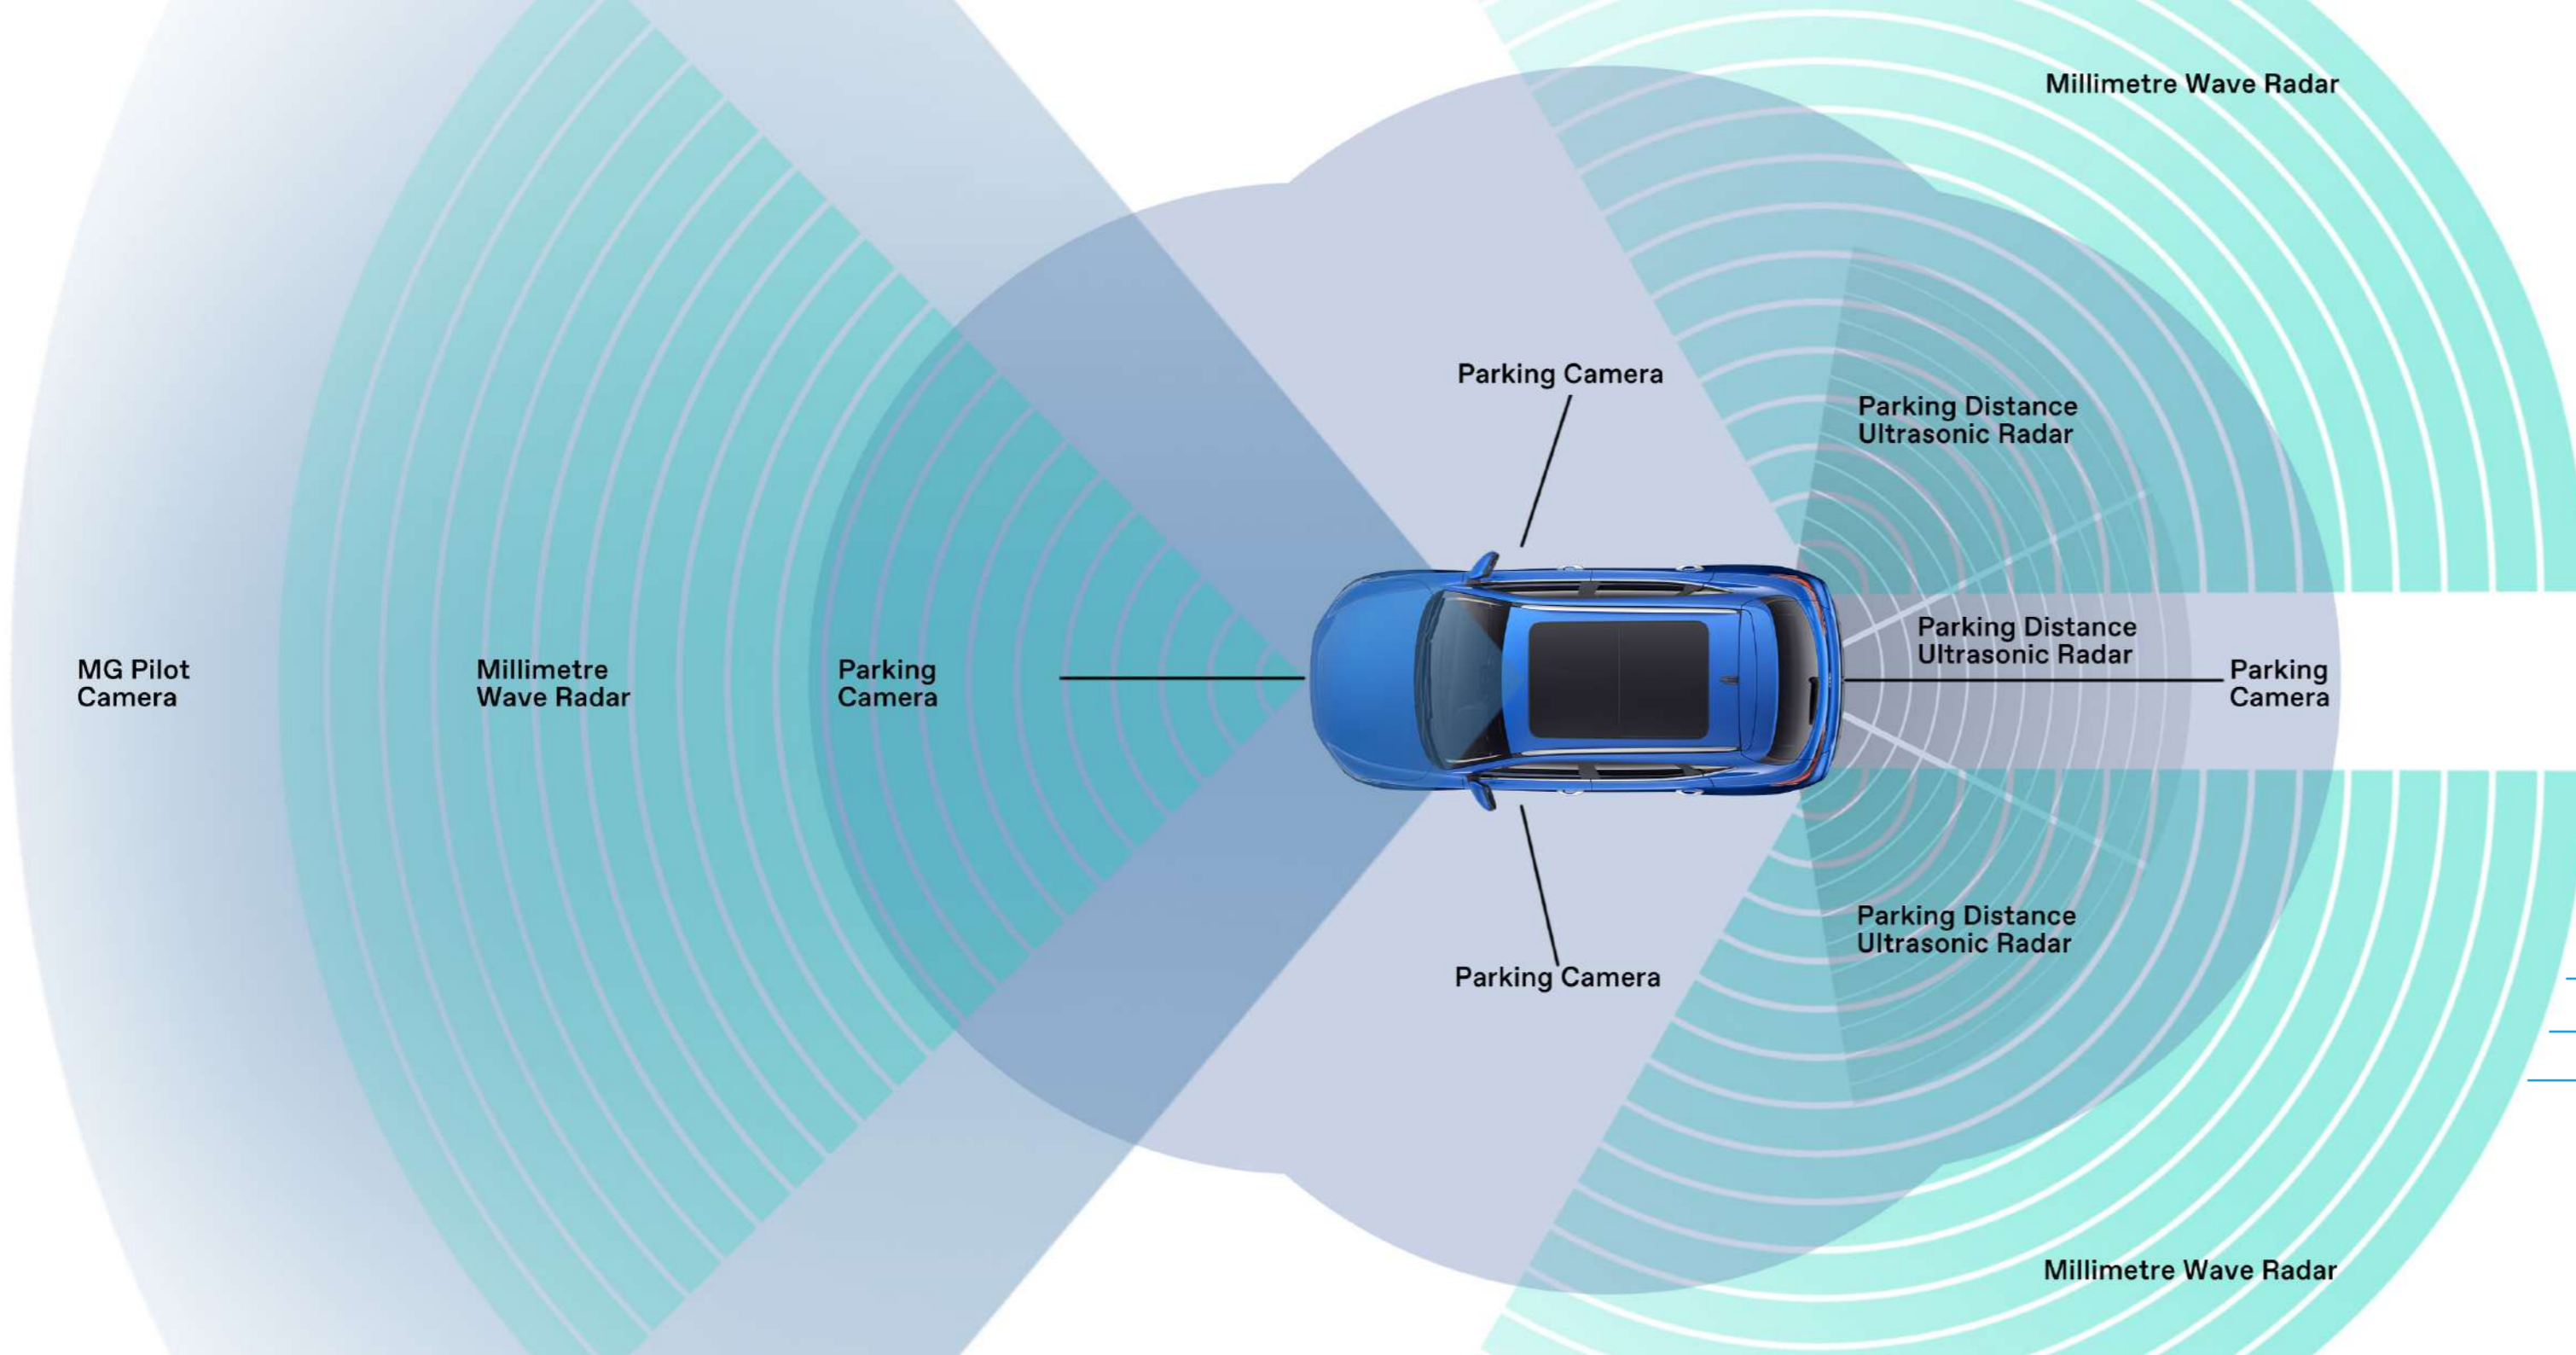 Millimetre Wave Radar
Parking Camera
Parking Distance
Ultrasonic Radar
MG Pilot
Camera
Millimetre
Wave Radar
Parking
Camera
Parking Distance
Ultrasonic Radar
Parking
Camera
Parking Distance
Ultrasonic Radar
Parking Camera
Millimetre Wave Radar